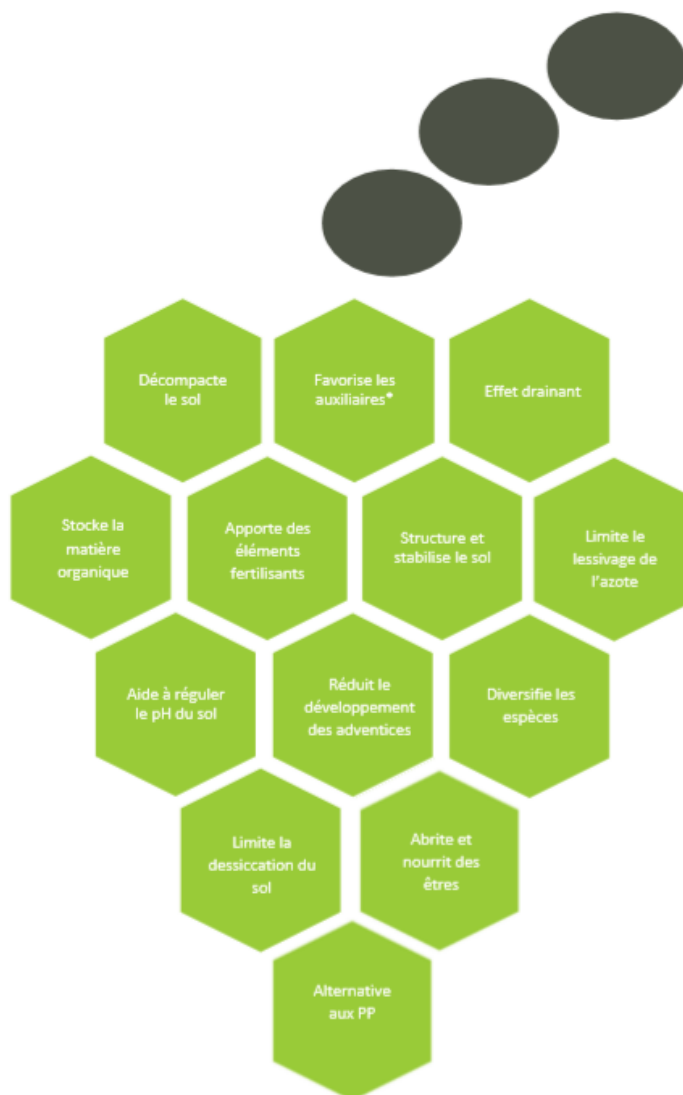 Décompacte
le sol
Favorise les
auxiliaires*
Effet drainant
Stocke la
matière
organique
Apporte des
éléments
fertilisants
Structure et
stabilise le sol
Limite le
lessivage de
l'azote
Aide à réguler
le pH du sol
Réduit le
développement
des adventices
Diversifie les
espèces
Limite la
dessiccation du
sol
Abrite et
nourrit des
êtres
Alternative
aux PP